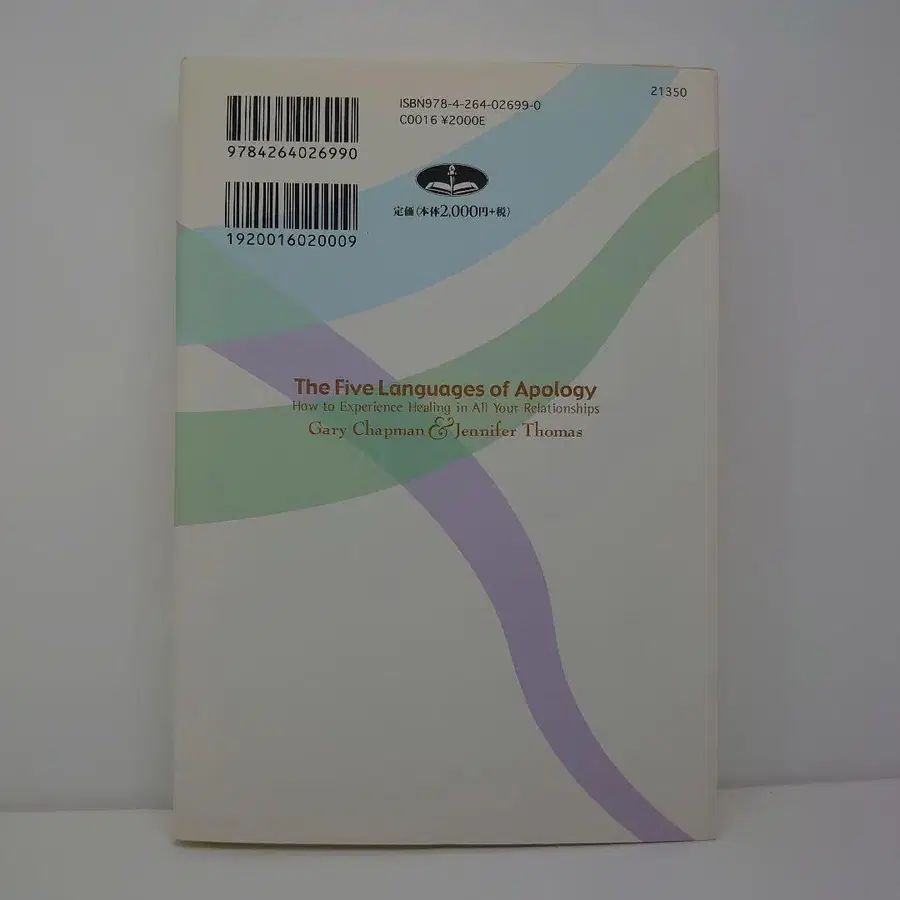 ISBN978-4-264-02699-0
C0016 ¥2000E
21350
9784264026990
定価（本体2,000円+税）
1920016020009
The Five Languages of Apology
How to Experience Healing in All Your Relationships
Gary Chapman & Jennifer Thomas